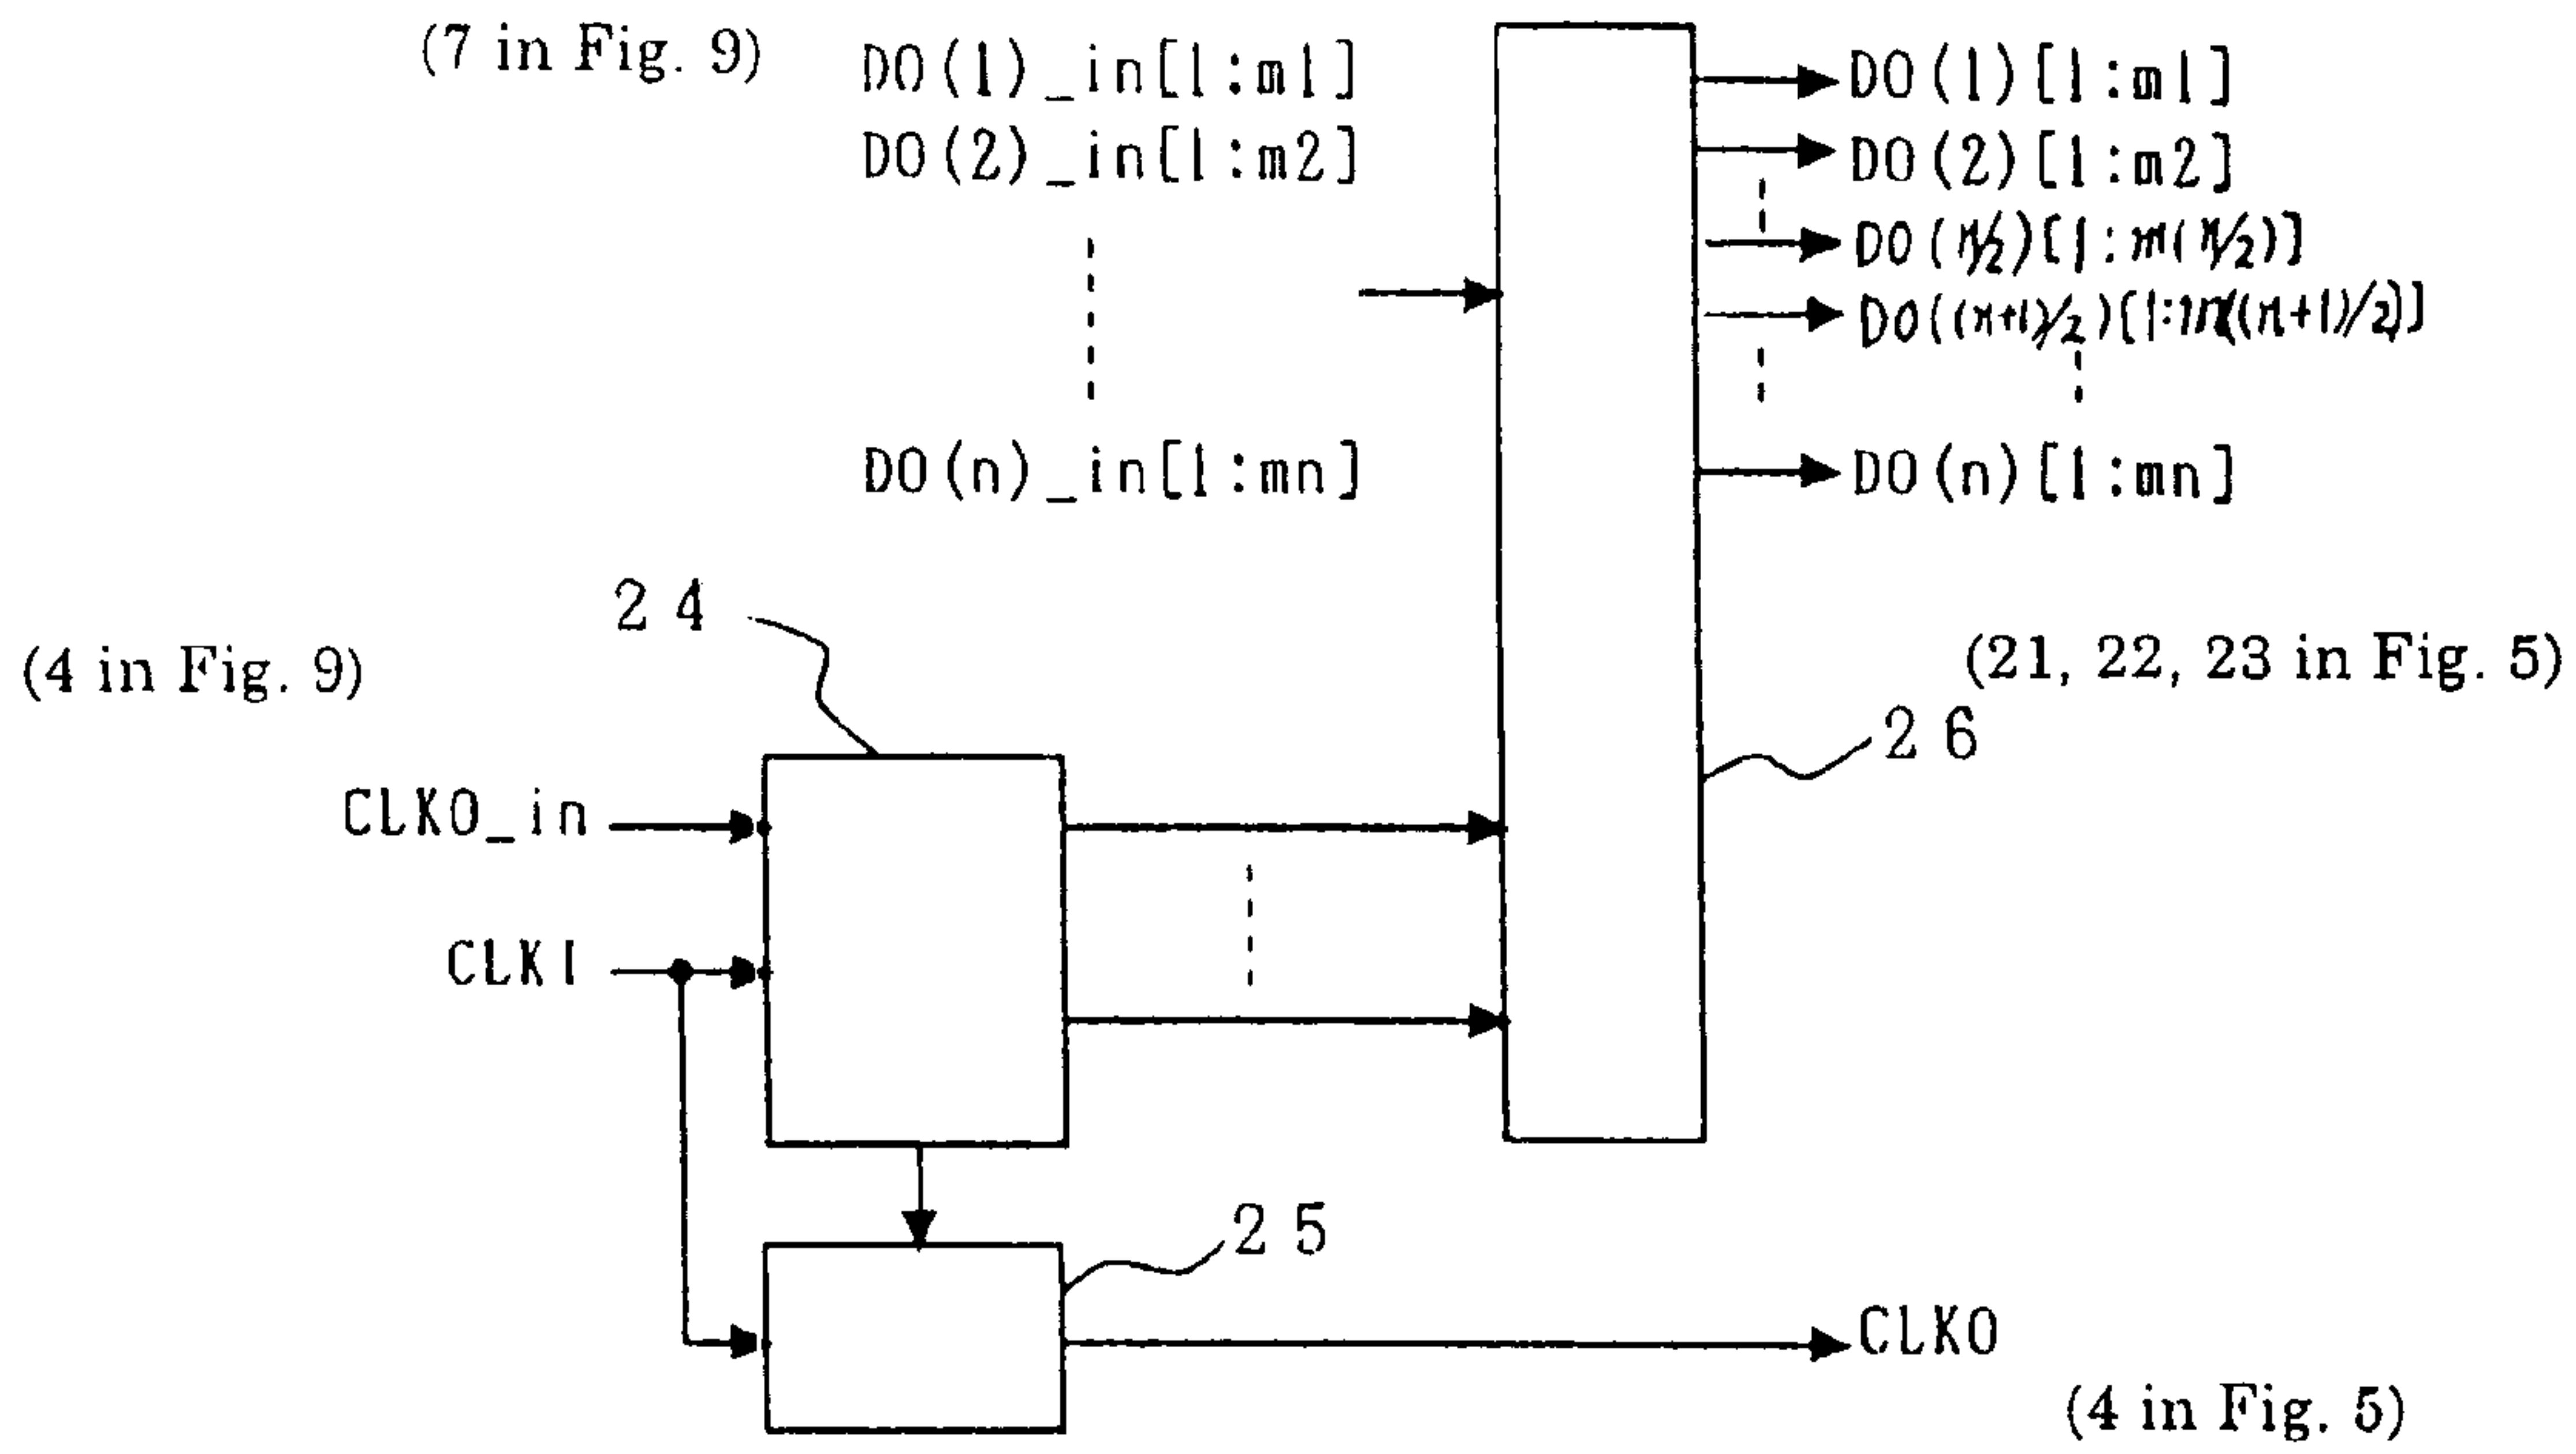 (7 in Fig. 9)
DO(1)_in[1:m1]
DO(2)_in[1:m2]
DO(n)_in[1:mn]
DO(1)[1:m1]
DO(2)[1:m2]
DO(n/2)[1:m(n/2)]
DO((n+1)/2)[1:m((n+1)/2)]
DO(n)[1:mn]
24
(4 in Fig. 9)
(21, 22, 23 in Fig. 5)
26
CLKO_in
CLKI
25
CLKO
(4 in Fig. 5)